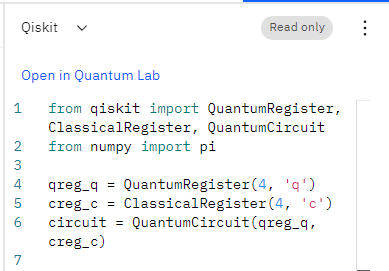 Qiskit
Read only
Open in Quantum Lab
1 from qiskit import QuantumRegister,
ClassicalRegister, QuantumCircuit
2 from numpy import pi
3
4 qreg_q = QuantumRegister(4, 'q')
5 creg_c = ClassicalRegister(4, 'c')
6 circuit = QuantumCircuit(qreg_q,
creg_c)
7